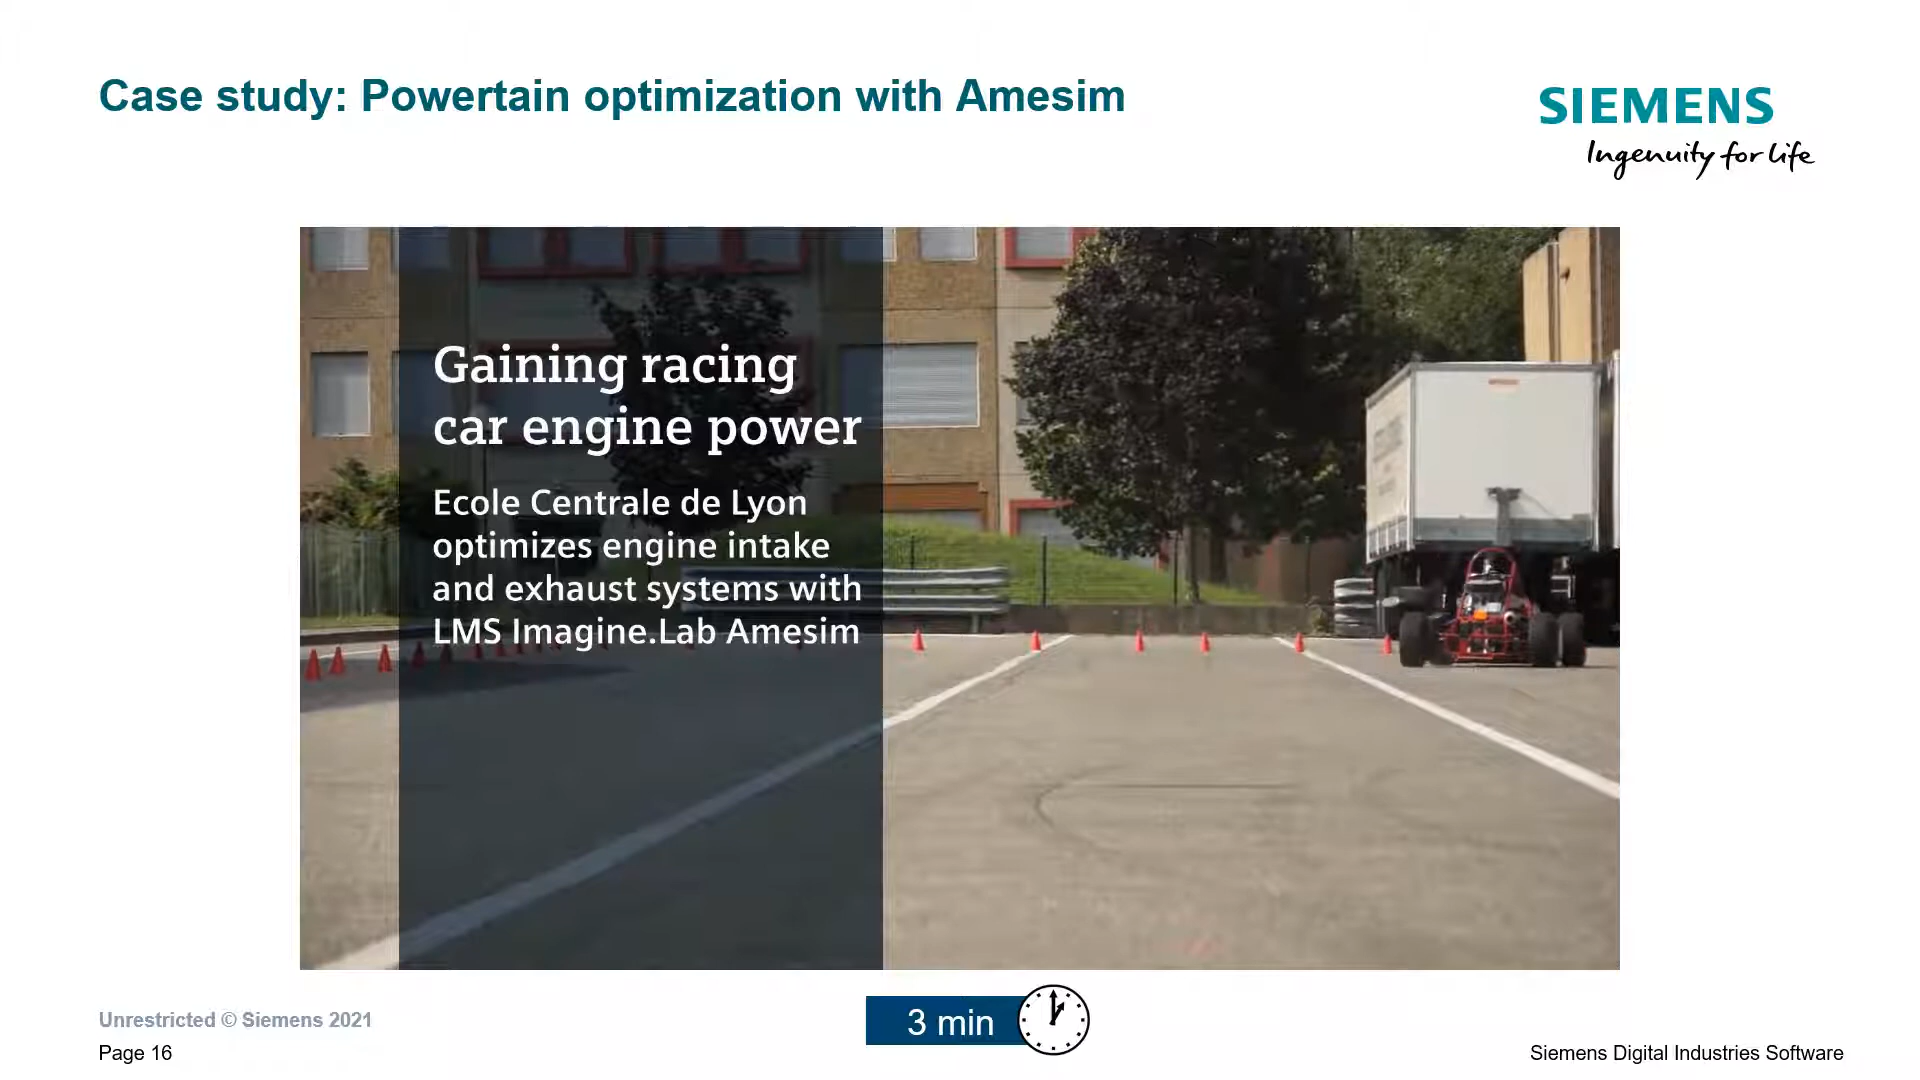 Case study: Powertain optimization with Amesim
SIEMENS
Ingenuity for life
Gaining racing
car engine power
Ecole Centrale de Lyon
optimizes engine intake
and exhaust systems with
LMS Imagine.Lab Amesim
Unrestricted © Siemens 2021
3 min
Page 16
Siemens Digital Industries Software